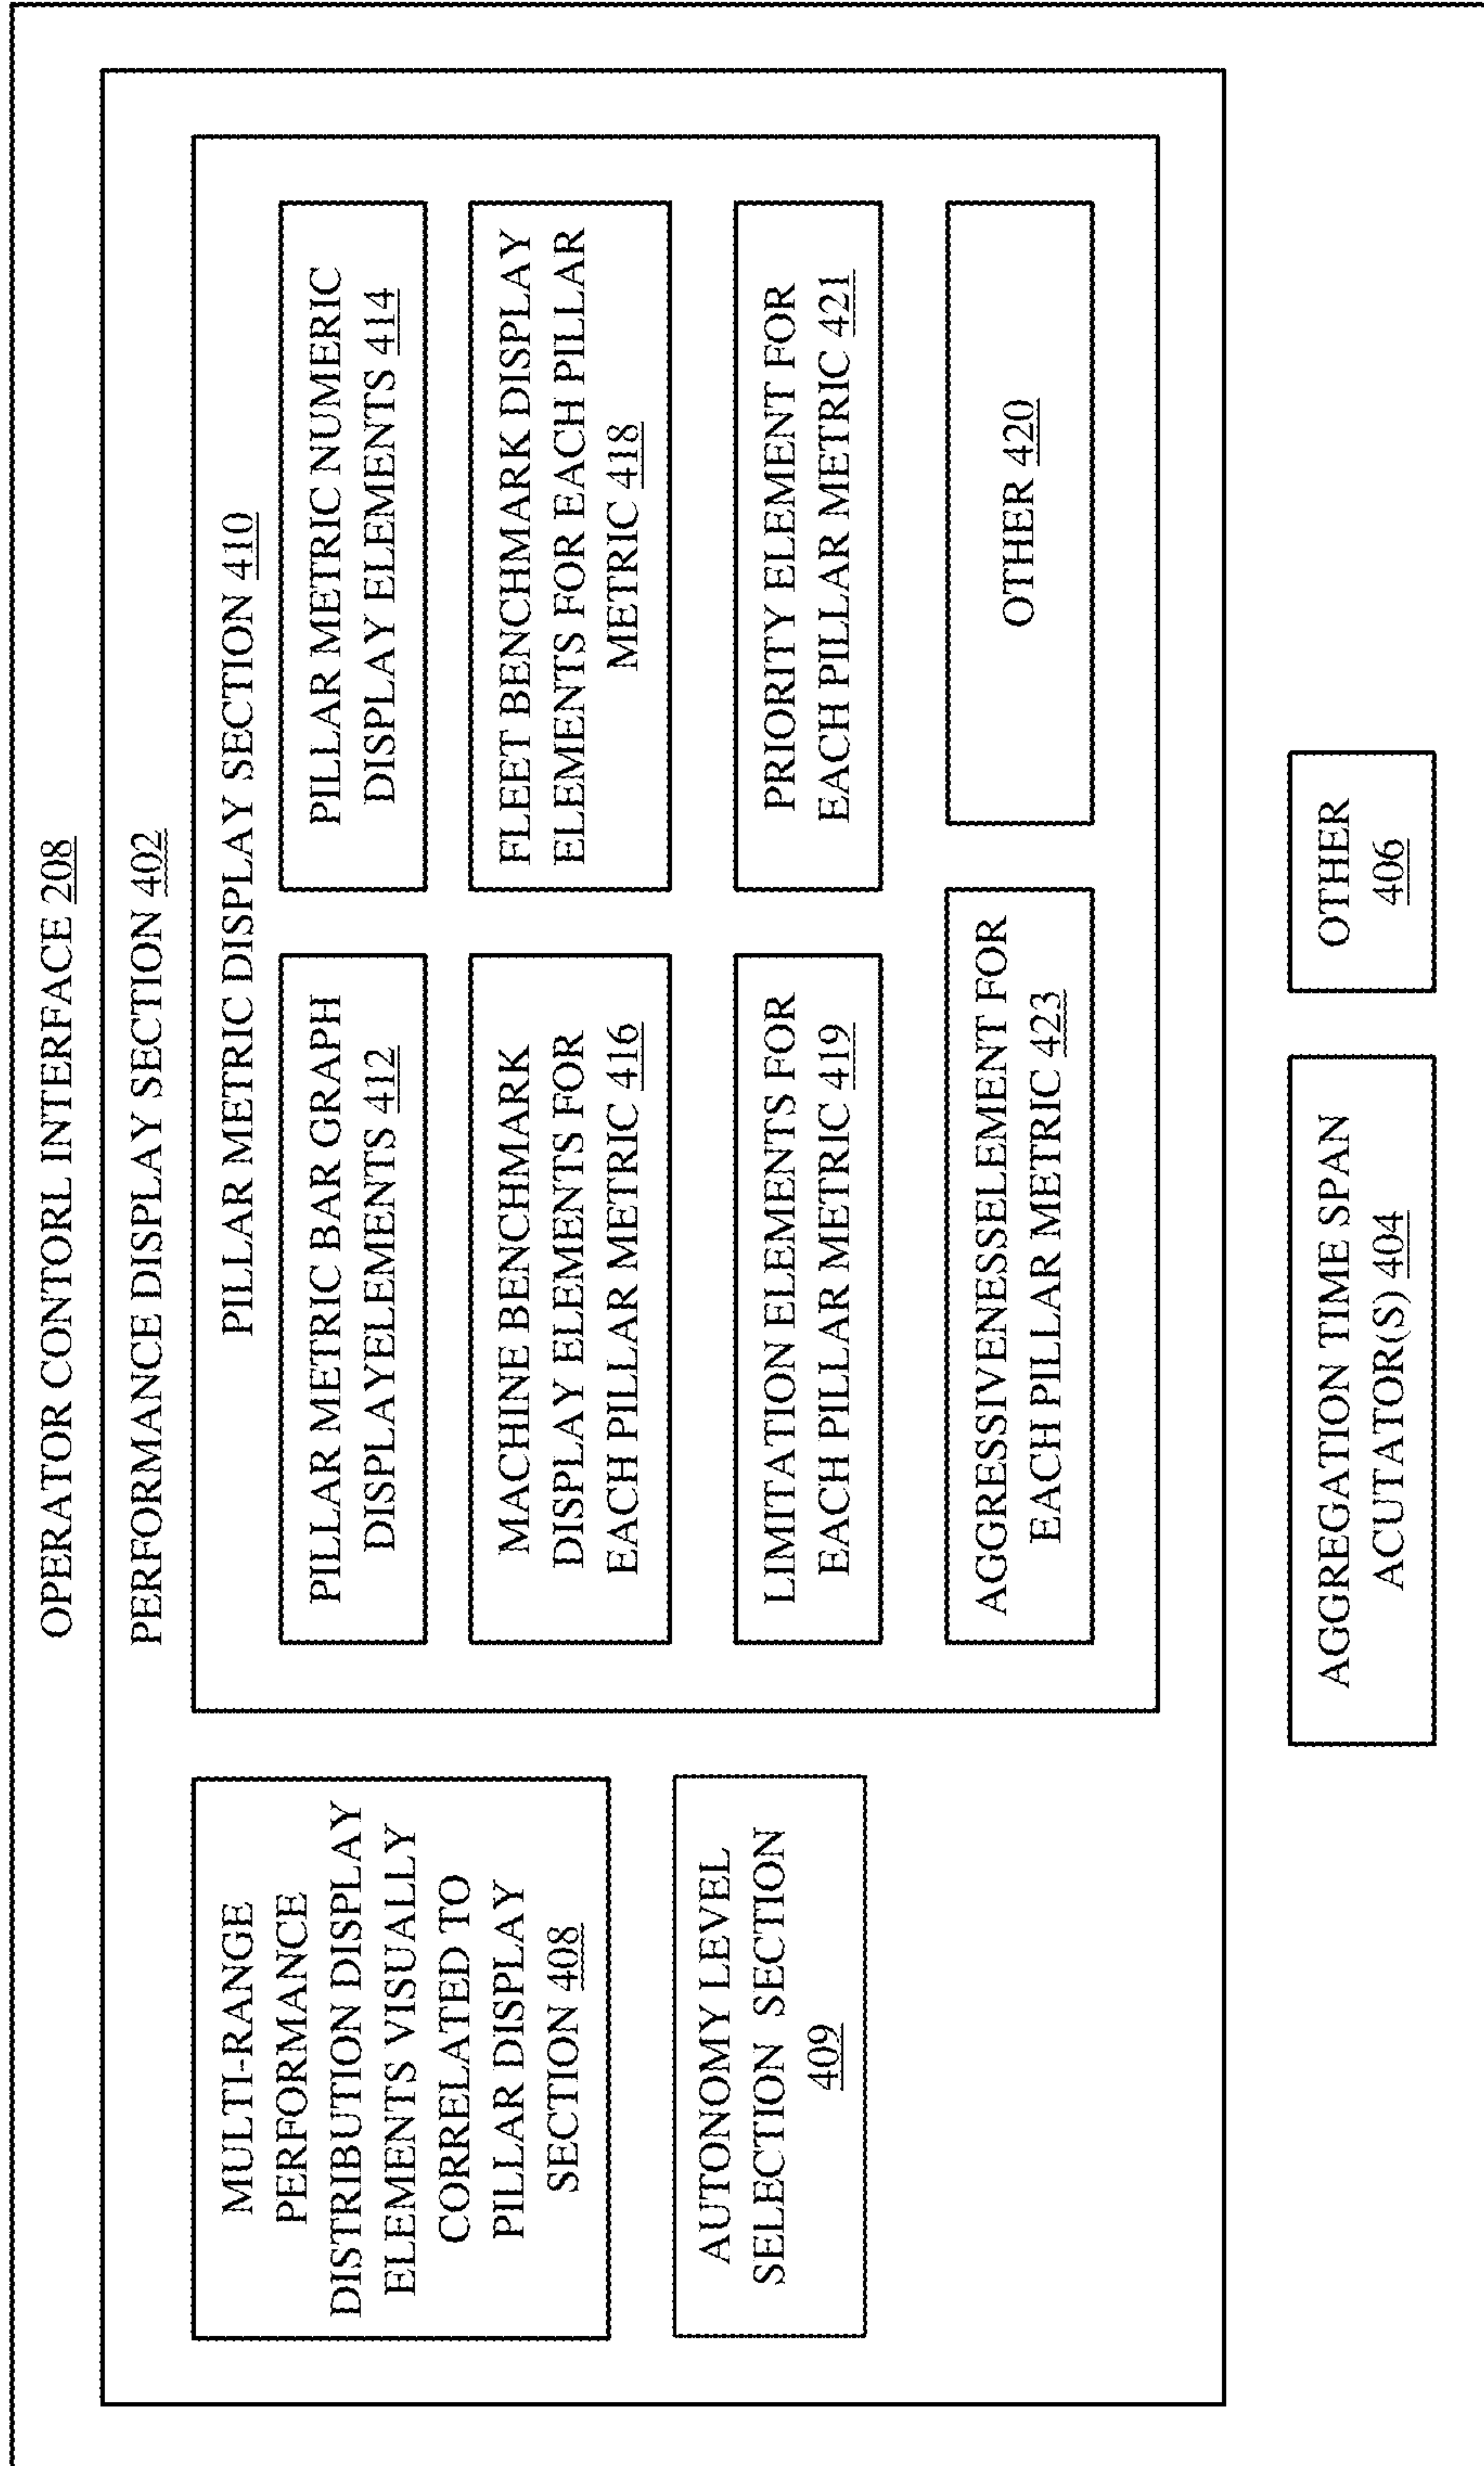 OPERATOR CONTORL INTERFACE 208
PERFORMANCE DISPLAY SECTION 402
MULTI-RANGE
PERFORMANCE
DISTRIBUTION DISPLAY
ELEMENTS VISUALLY
CORRELATED TO
PILLAR DISPLAY
SECTION 408
AUTONOMY LEVEL
SELECTION SECTION
409
PILLAR METRIC DISPLAY SECTION 410
PILLAR METRIC BAR GRAPH
DISPLAYELEMENTS 412
PILLAR METRIC NUMERIC
DISPLAY ELEMENTS 414
MACHINE BENCHMARK
DISPLAY ELEMENTS FOR
EACH PILLAR METRIC 416
FLEET BENCHMARK DISPLAY
ELEMENTS FOR EACH PILLAR
METRIC 418
LIMITATION ELEMENTS FOR
EACH PILLAR METRIC 419
PRIORITY ELEMENT FOR
EACH PILLAR METRIC 421
AGGRESSIVENESSELEMENT FOR
EACH PILLAR METRIC 423
OTHER 420
AGGREGATION TIME SPAN
ACUTATOR(S) 404
OTHER
406